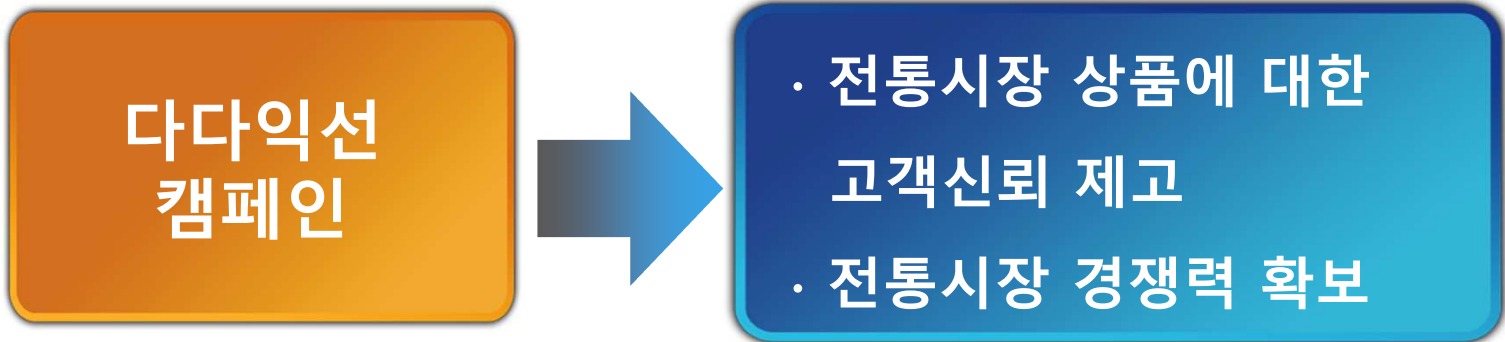 다다익선
캠페인
· 전통시장 상품에 대한
고객신뢰 제고
· 전통시장 경쟁력 확보